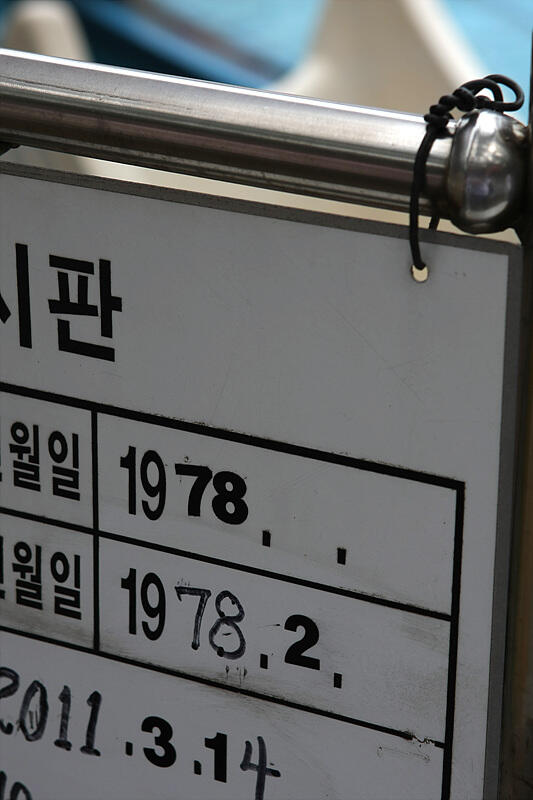 시판
월일 1978. .
월일 1978.2.
2011.3.14